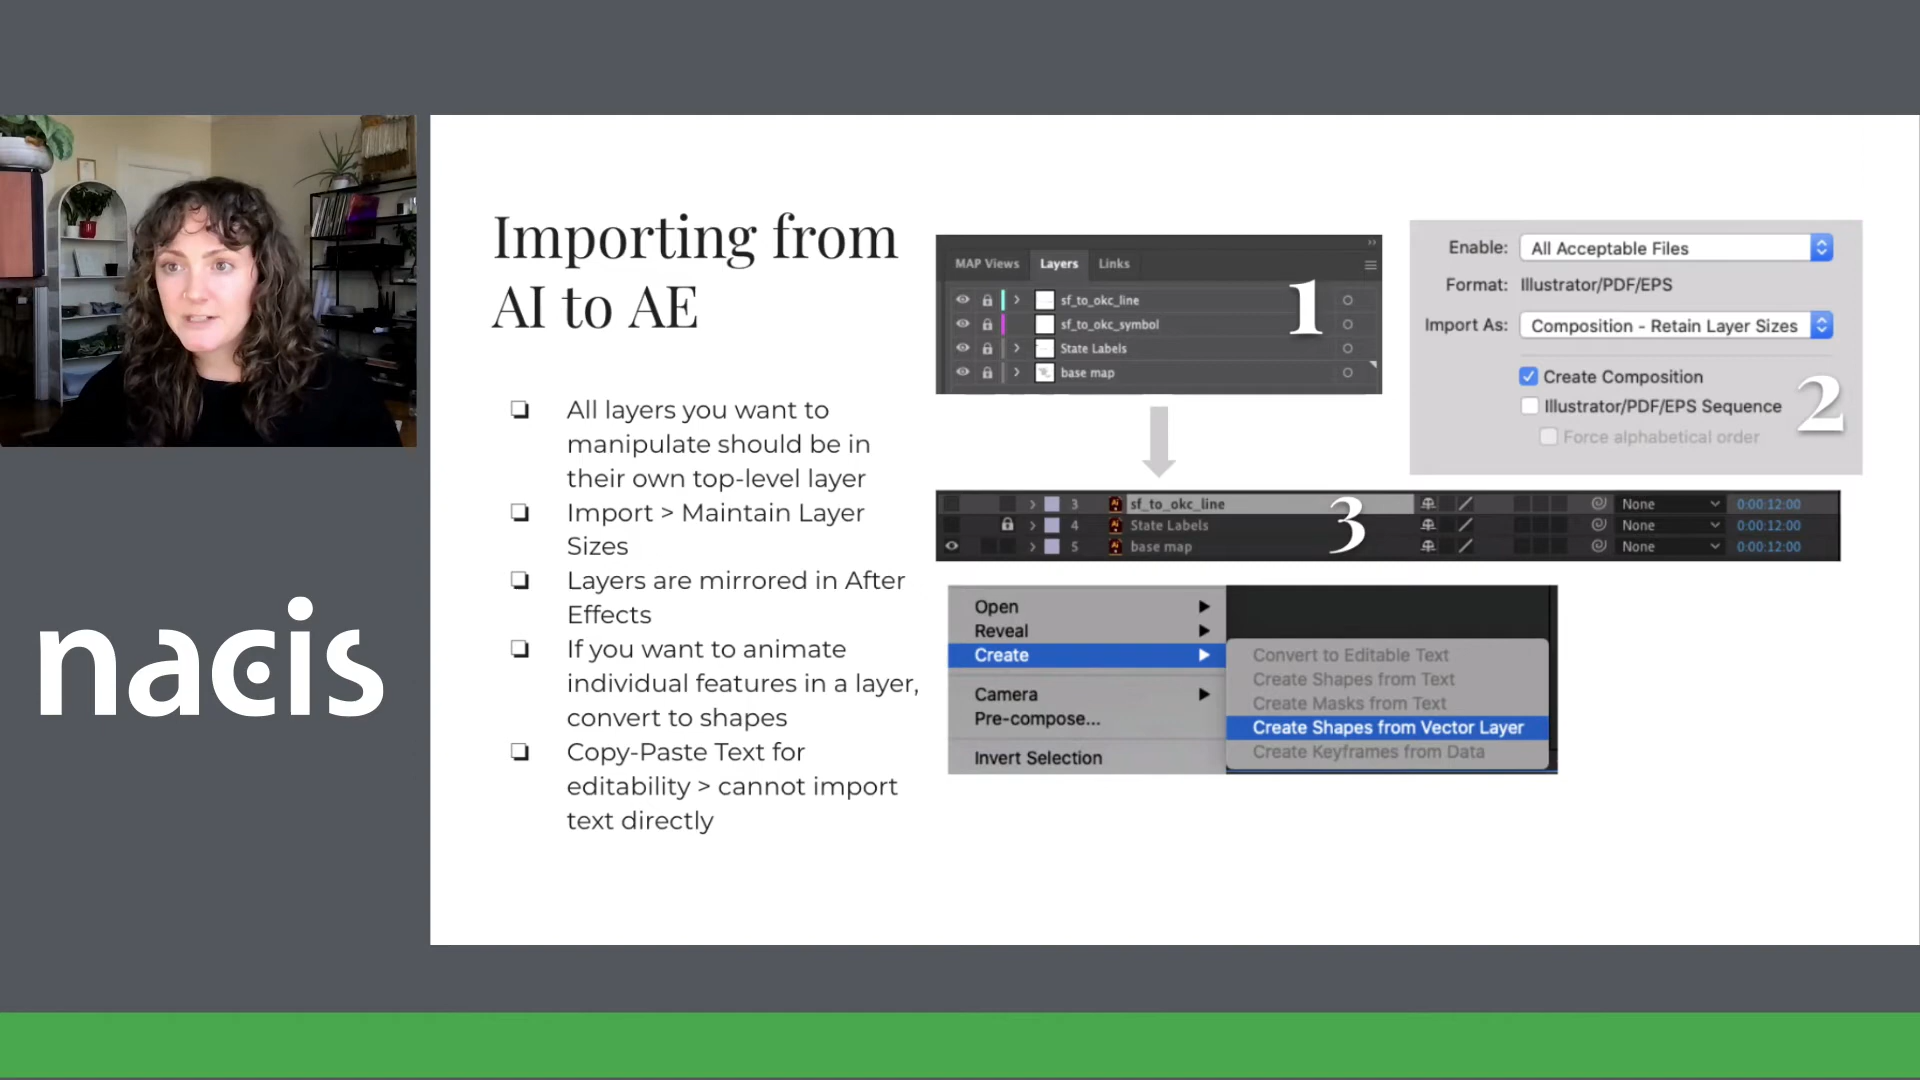 Importing from
AI to AE
❏ All layers you want to
manipulate should be in
their own top-level layer
❏ Import > Maintain Layer
Sizes
❏ Layers are mirrored in After
Effects
❏ If you want to animate
individual features in a layer,
convert to shapes
❏ Copy-Paste Text for
editability > cannot import
text directly
MAP Views Layers Links
sf_to_okc_line
sf_to_okc_symbol
State Labels
base map
1
Enable: All Acceptable Files
Format: Illustrator/PDF/EPS
Import As: Composition - Retain Layer Sizes
Create Composition
Illustrator/PDF/EPS Sequence
Force alphabetical order
2
3 Ai sf_to_okc_line None 0:00:12:00
4 Ai State Labels None 0:00:12:00
5 Ai base map None 0:00:12:00
3
Open
Reveal
Create
Camera
Pre-compose...
Invert Selection
Convert to Editable Text
Create Shapes from Text
Create Masks from Text
Create Shapes from Vector Layer
Create Keyframes from Data
nacis